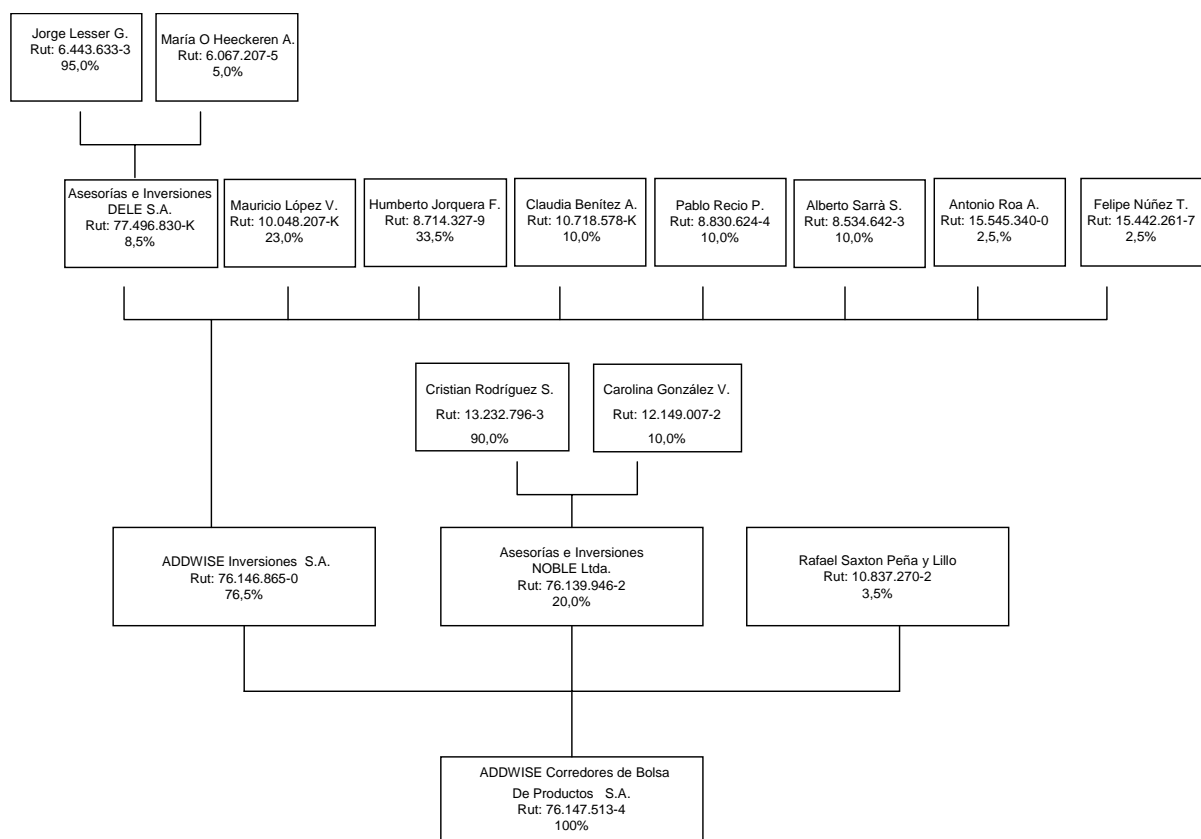 Jorge Lesser G.
Rut: 6.443.633-3
95,0%
María O Heeckeren A.
Rut: 6.067.207-5
5,0%
Asesorías e Inversiones
DELE S.A.
Rut: 77.496.830-K
8,5%
Mauricio López V.
Rut: 10.048.207-K
23,0%
Humberto Jorquera F.
Rut: 8.714.327-9
33,5%
Claudia Benítez A.
Rut: 10.718.578-K
10,0%
Pablo Recio P.
Rut: 8.830.624-4
10,0%
Alberto Sarrà S.
Rut: 8.534.642-3
10,0%
Antonio Roa A.
Rut: 15.545.340-0
2,5,%
Felipe Núñez T.
Rut: 15.442.261-7
2,5%
Cristian Rodríguez S.
Rut: 13.232.796-3
90,0%
Carolina González V.
Rut: 12.149.007-2
10,0%
ADDWISE Inversiones S.A.
Rut: 76.146.865-0
76,5%
Asesorías e Inversiones
NOBLE Ltda.
Rut: 76.139.946-2
20,0%
Rafael Saxton Peña y Lillo
Rut: 10.837.270-2
3,5%
ADDWISE Corredores de Bolsa
De Productos S.A.
Rut: 76.147.513-4
100%